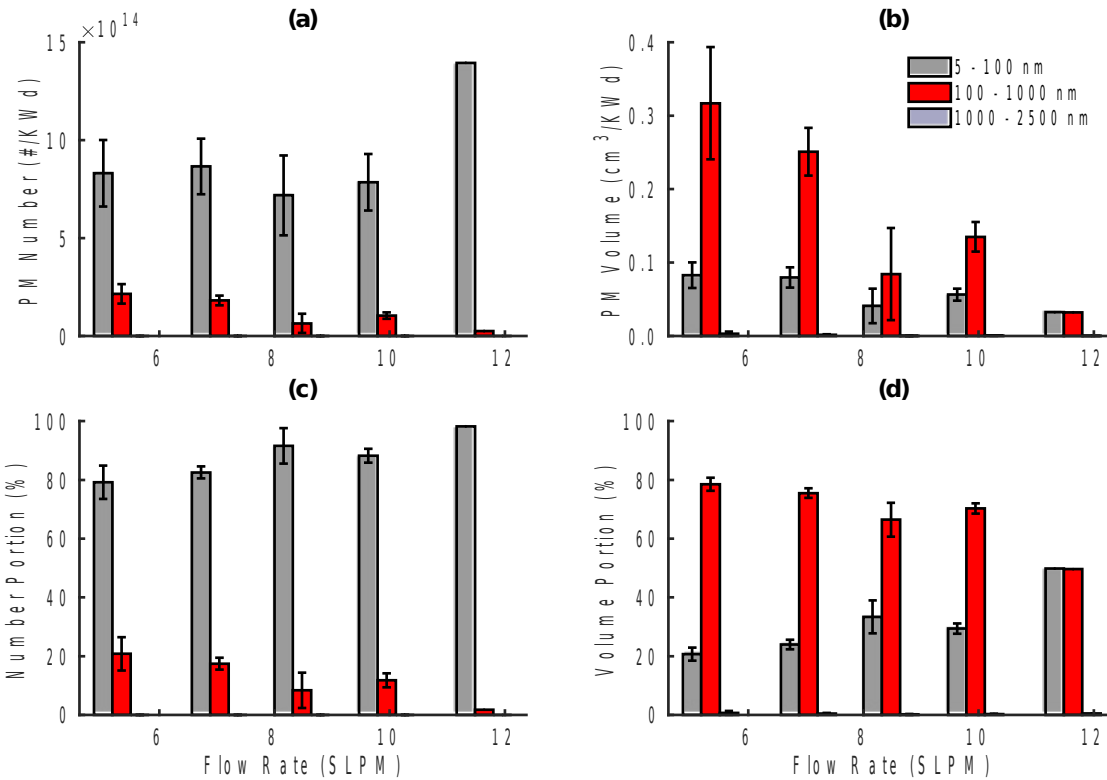 (a)
×10^14
15
10
5
0
PM Number (#/KWd)
6 8 10 12
(b)
0.4
0.3
0.2
0.1
0.0
PM Volume (cm³/KWd)
5 - 100 nm
100 - 1000 nm
1000 - 2500 nm
6 8 10 12
(c)
100
80
60
40
20
0
Number Portion (%)
6 8 10 12
Flow Rate (SLPM)
(d)
100
80
60
40
20
0
Volume Portion (%)
6 8 10 12
Flow Rate (SLPM)